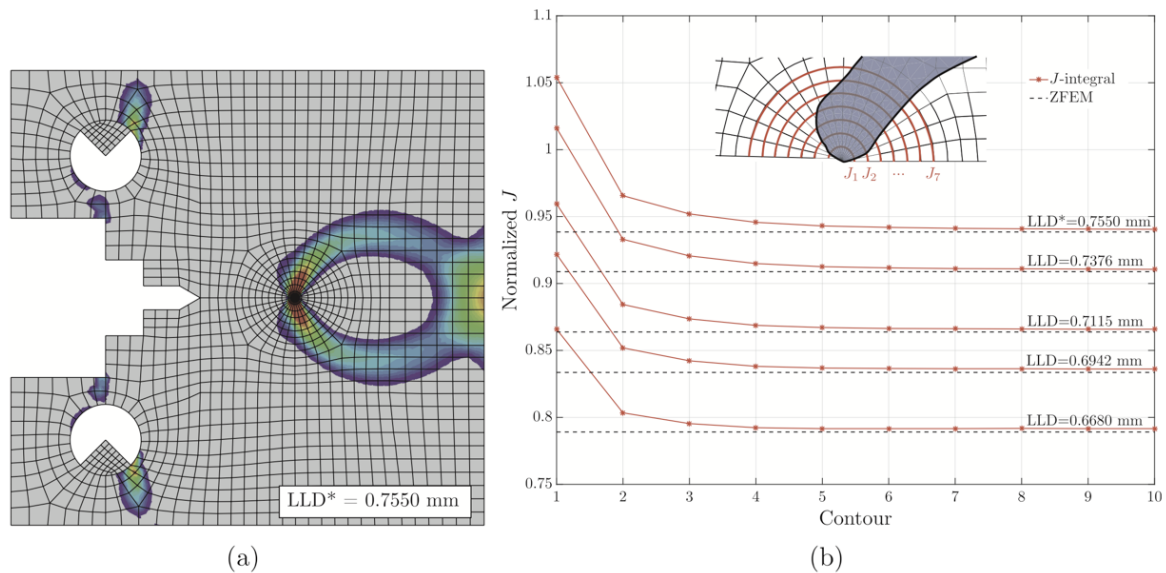 LLD* = 0.7550 mm
(a)
1.1
1.05
1
0.95
0.9
0.85
0.8
0.75
Normalized J
J-integral
ZFEM
J1 J2 ... J7
LLD*=0.7550 mm
LLD=0.7376 mm
LLD=0.7115 mm
LLD=0.6942 mm
LLD=0.6680 mm
1 2 3 4 5 6 7 8 9 10
Contour
(b)